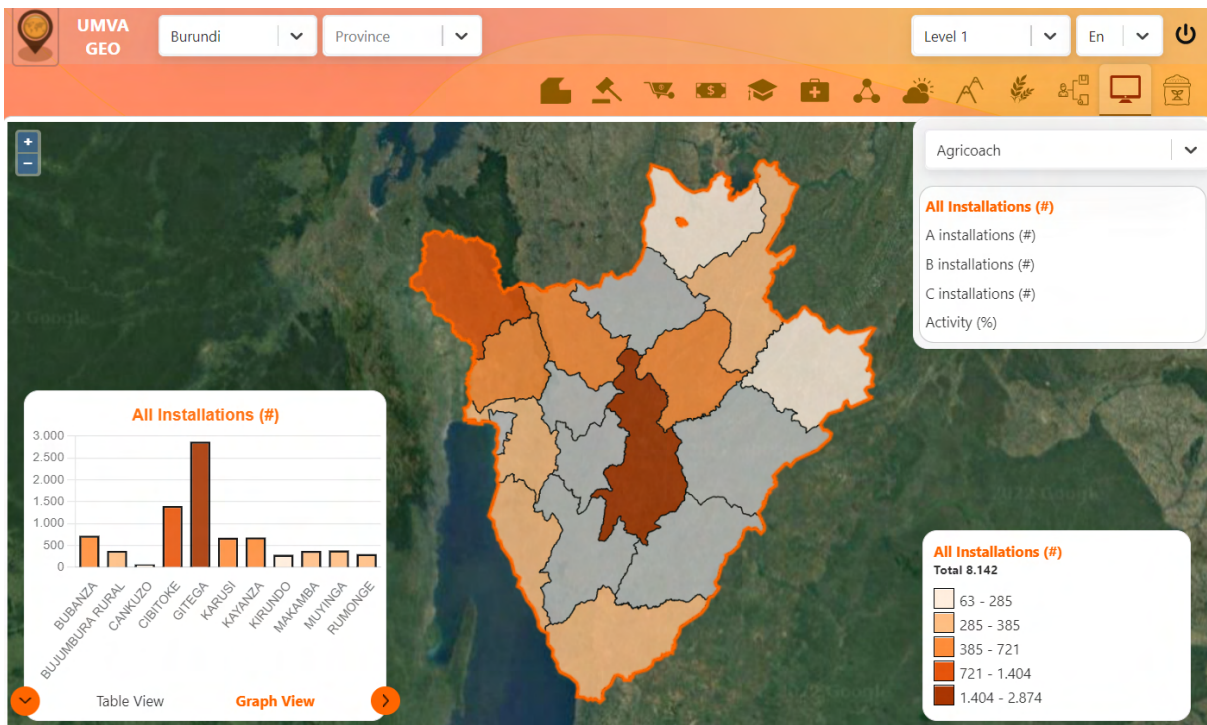 UMVA
GEO
Burundi
Province
Level 1
En
+
−
Agricoach
All Installations (#)
A installations (#)
B installations (#)
C installations (#)
Activity (%)
All Installations (#)
3.000
2.500
2.000
1.500
1.000
500
0
BUBANZA
BUJUMBURA RURAL
CANKUZO
CIBITOKE
GITEGA
KARUSI
KAYANZA
KIRUNDO
MAKAMBA
MUYINGA
RUMONGE
Table View
Graph View
All Installations (#)
Total 8.142
63 - 285
285 - 385
385 - 721
721 - 1.404
1.404 - 2.874
2 Google